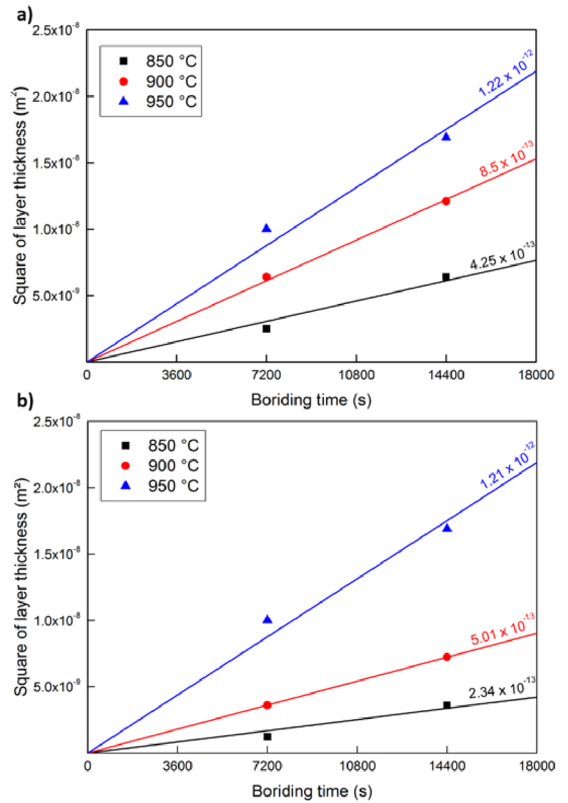 a)
2.5x10⁻⁸
2.0x10⁻⁸
1.5x10⁻⁸
1.0x10⁻⁸
5.0x10⁻⁹
Square of layer thickness (m²)
850 °C
900 °C
950 °C
1.22 x 10⁻¹²
8.5 x 10⁻¹³
4.25 x 10⁻¹³
0 3600 7200 10800 14400 18000
Boriding time (s)
b)
2.5x10⁻⁸
2.0x10⁻⁸
1.5x10⁻⁸
1.0x10⁻⁸
5.0x10⁻⁹
Square of layer thickness (m²)
850 °C
900 °C
950 °C
1.21 x 10⁻¹²
5.01 x 10⁻¹³
2.34 x 10⁻¹³
0 3600 7200 10800 14400 18000
Boriding time (s)